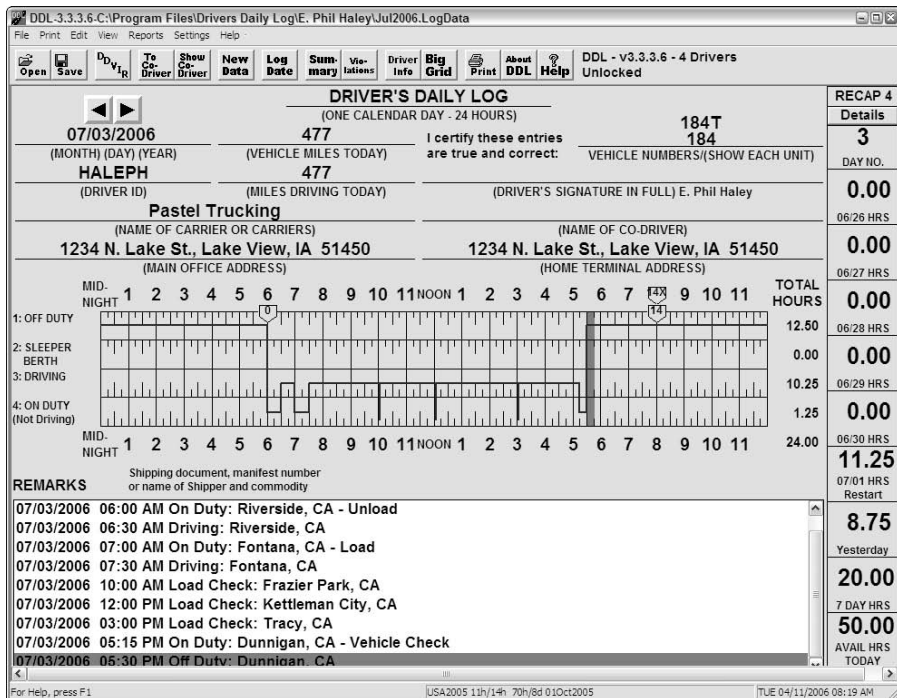 DDL-3.3.3.6-C:\Program Files\Drivers Daily Log\E. Phil Haley\Jul2006.LogData
File Print Edit View Reports Settings Help
Open Save DDVIR To Co-Driver Show Co-Driver New Data Log Date Sum-mary Vio-lations Driver Info Big Grid Print About DDL Help
DDL - v3.3.3.6 - 4 Drivers
Unlocked
DRIVER'S DAILY LOG
(ONE CALENDAR DAY - 24 HOURS)
07/03/2006
(MONTH) (DAY) (YEAR)
477
(VEHICLE MILES TODAY)
I certify these entries
are true and correct:
184T
184
VEHICLE NUMBERS/(SHOW EACH UNIT)
HALEPH
(DRIVER ID)
477
(MILES DRIVING TODAY)
(DRIVER'S SIGNATURE IN FULL) E. Phil Haley
Pastel Trucking
(NAME OF CARRIER OR CARRIERS)
(NAME OF CO-DRIVER)
1234 N. Lake St., Lake View, IA 51450
(MAIN OFFICE ADDRESS)
1234 N. Lake St., Lake View, IA 51450
(HOME TERMINAL ADDRESS)
MID-NIGHT 1 2 3 4 5 6 7 8 9 10 11 NOON 1 2 3 4 5 6 7 14X 9 10 11
TOTAL HOURS
0 14
1: OFF DUTY 12.50
2: SLEEPER BERTH 0.00
3: DRIVING 10.25
4: ON DUTY (Not Driving) 1.25
MID-NIGHT 1 2 3 4 5 6 7 8 9 10 11 NOON 1 2 3 4 5 6 7 8 9 10 11 24.00
REMARKS
Shipping document, manifest number
or name of Shipper and commodity
07/03/2006 06:00 AM On Duty: Riverside, CA - Unload
07/03/2006 06:30 AM Driving: Riverside, CA
07/03/2006 07:00 AM On Duty: Fontana, CA - Load
07/03/2006 07:30 AM Driving: Fontana, CA
07/03/2006 10:00 AM Load Check: Frazier Park, CA
07/03/2006 12:00 PM Load Check: Kettleman City, CA
07/03/2006 03:00 PM Load Check: Tracy, CA
07/03/2006 05:15 PM On Duty: Dunnigan, CA - Vehicle Check
07/03/2006 05:30 PM Off Duty: Dunnigan, CA
RECAP 4
Details
3
DAY NO.
0.00
06/26 HRS
0.00
06/27 HRS
0.00
06/28 HRS
0.00
06/29 HRS
0.00
06/30 HRS
11.25
07/01 HRS
Restart
8.75
Yesterday
20.00
7 DAY HRS
50.00
AVAIL HRS
TODAY
For Help, press F1
USA2005 11h/14h 70h/8d 01Oct2005
TUE 04/11/2006 08:19 AM